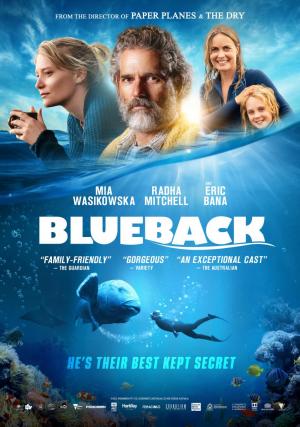 FROM THE DIRECTOR OF PAPER PLANES & THE DRY
MIA WASIKOWSKA
RADHA MITCHELL
AND ERIC BANA
BLUEBACK
"FAMILY-FRIENDLY"
– THE GUARDIAN
"GORGEOUS"
– VARIETY
"AN EXCEPTIONAL CAST"
– THE AUSTRALIAN
HE'S THEIR BEST KEPT SECRET